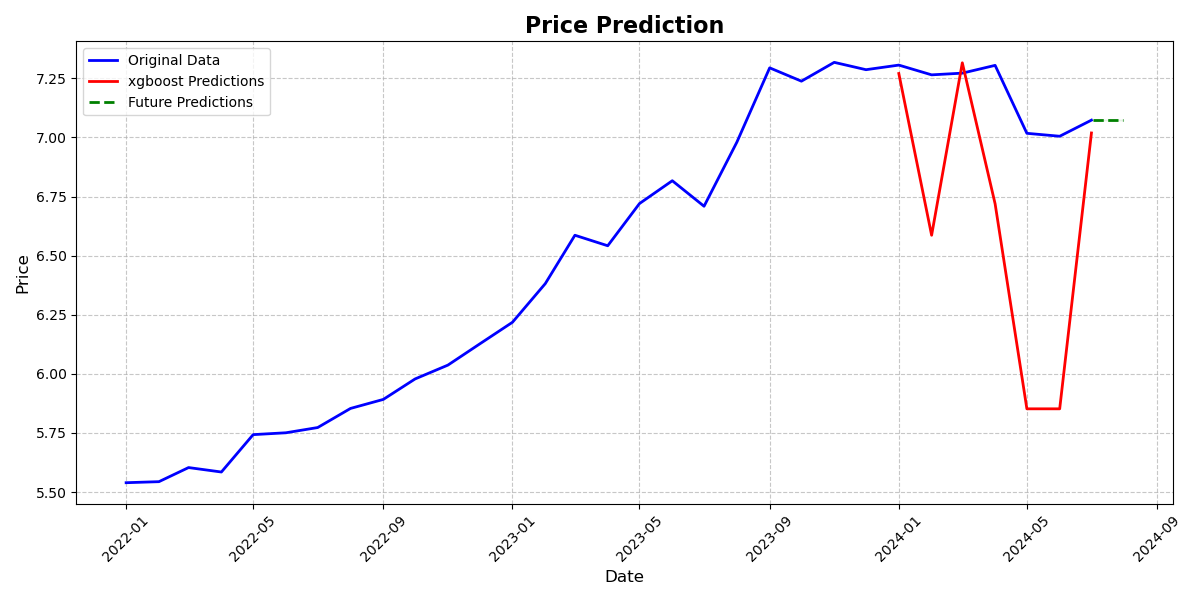 Price Prediction
Original Data
xgboost Predictions
Future Predictions
Price
7.25
7.00
6.75
6.50
6.25
6.00
5.75
5.50
2022-01
2022-05
2022-09
2023-01
2023-05
2023-09
2024-01
2024-05
2024-09
Date